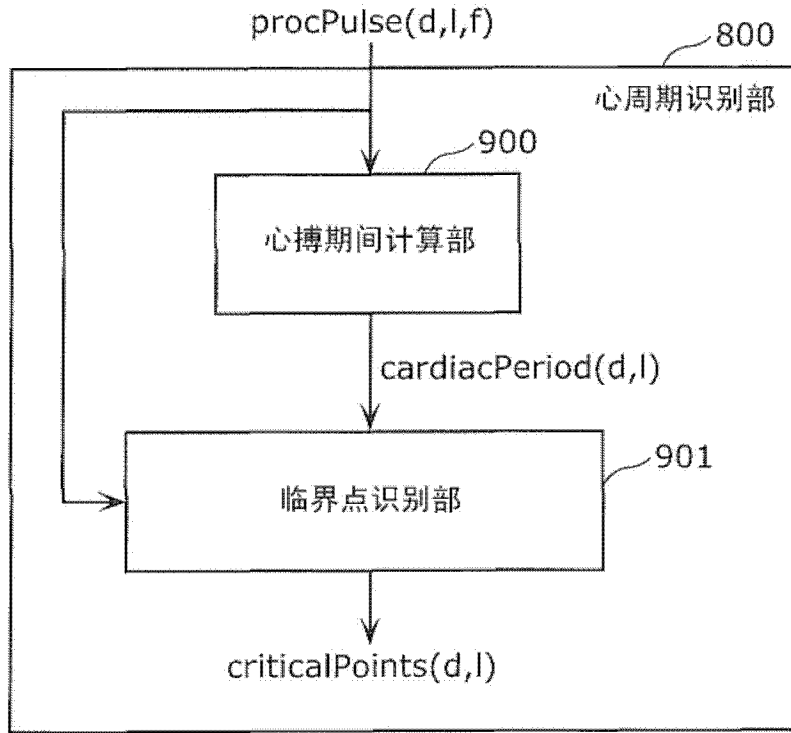 procPulse(d,l,f)
800
心周期识别部
900
心搏期间计算部
cardiacPeriod(d,l)
901
临界点识别部
criticalPoints(d,l)